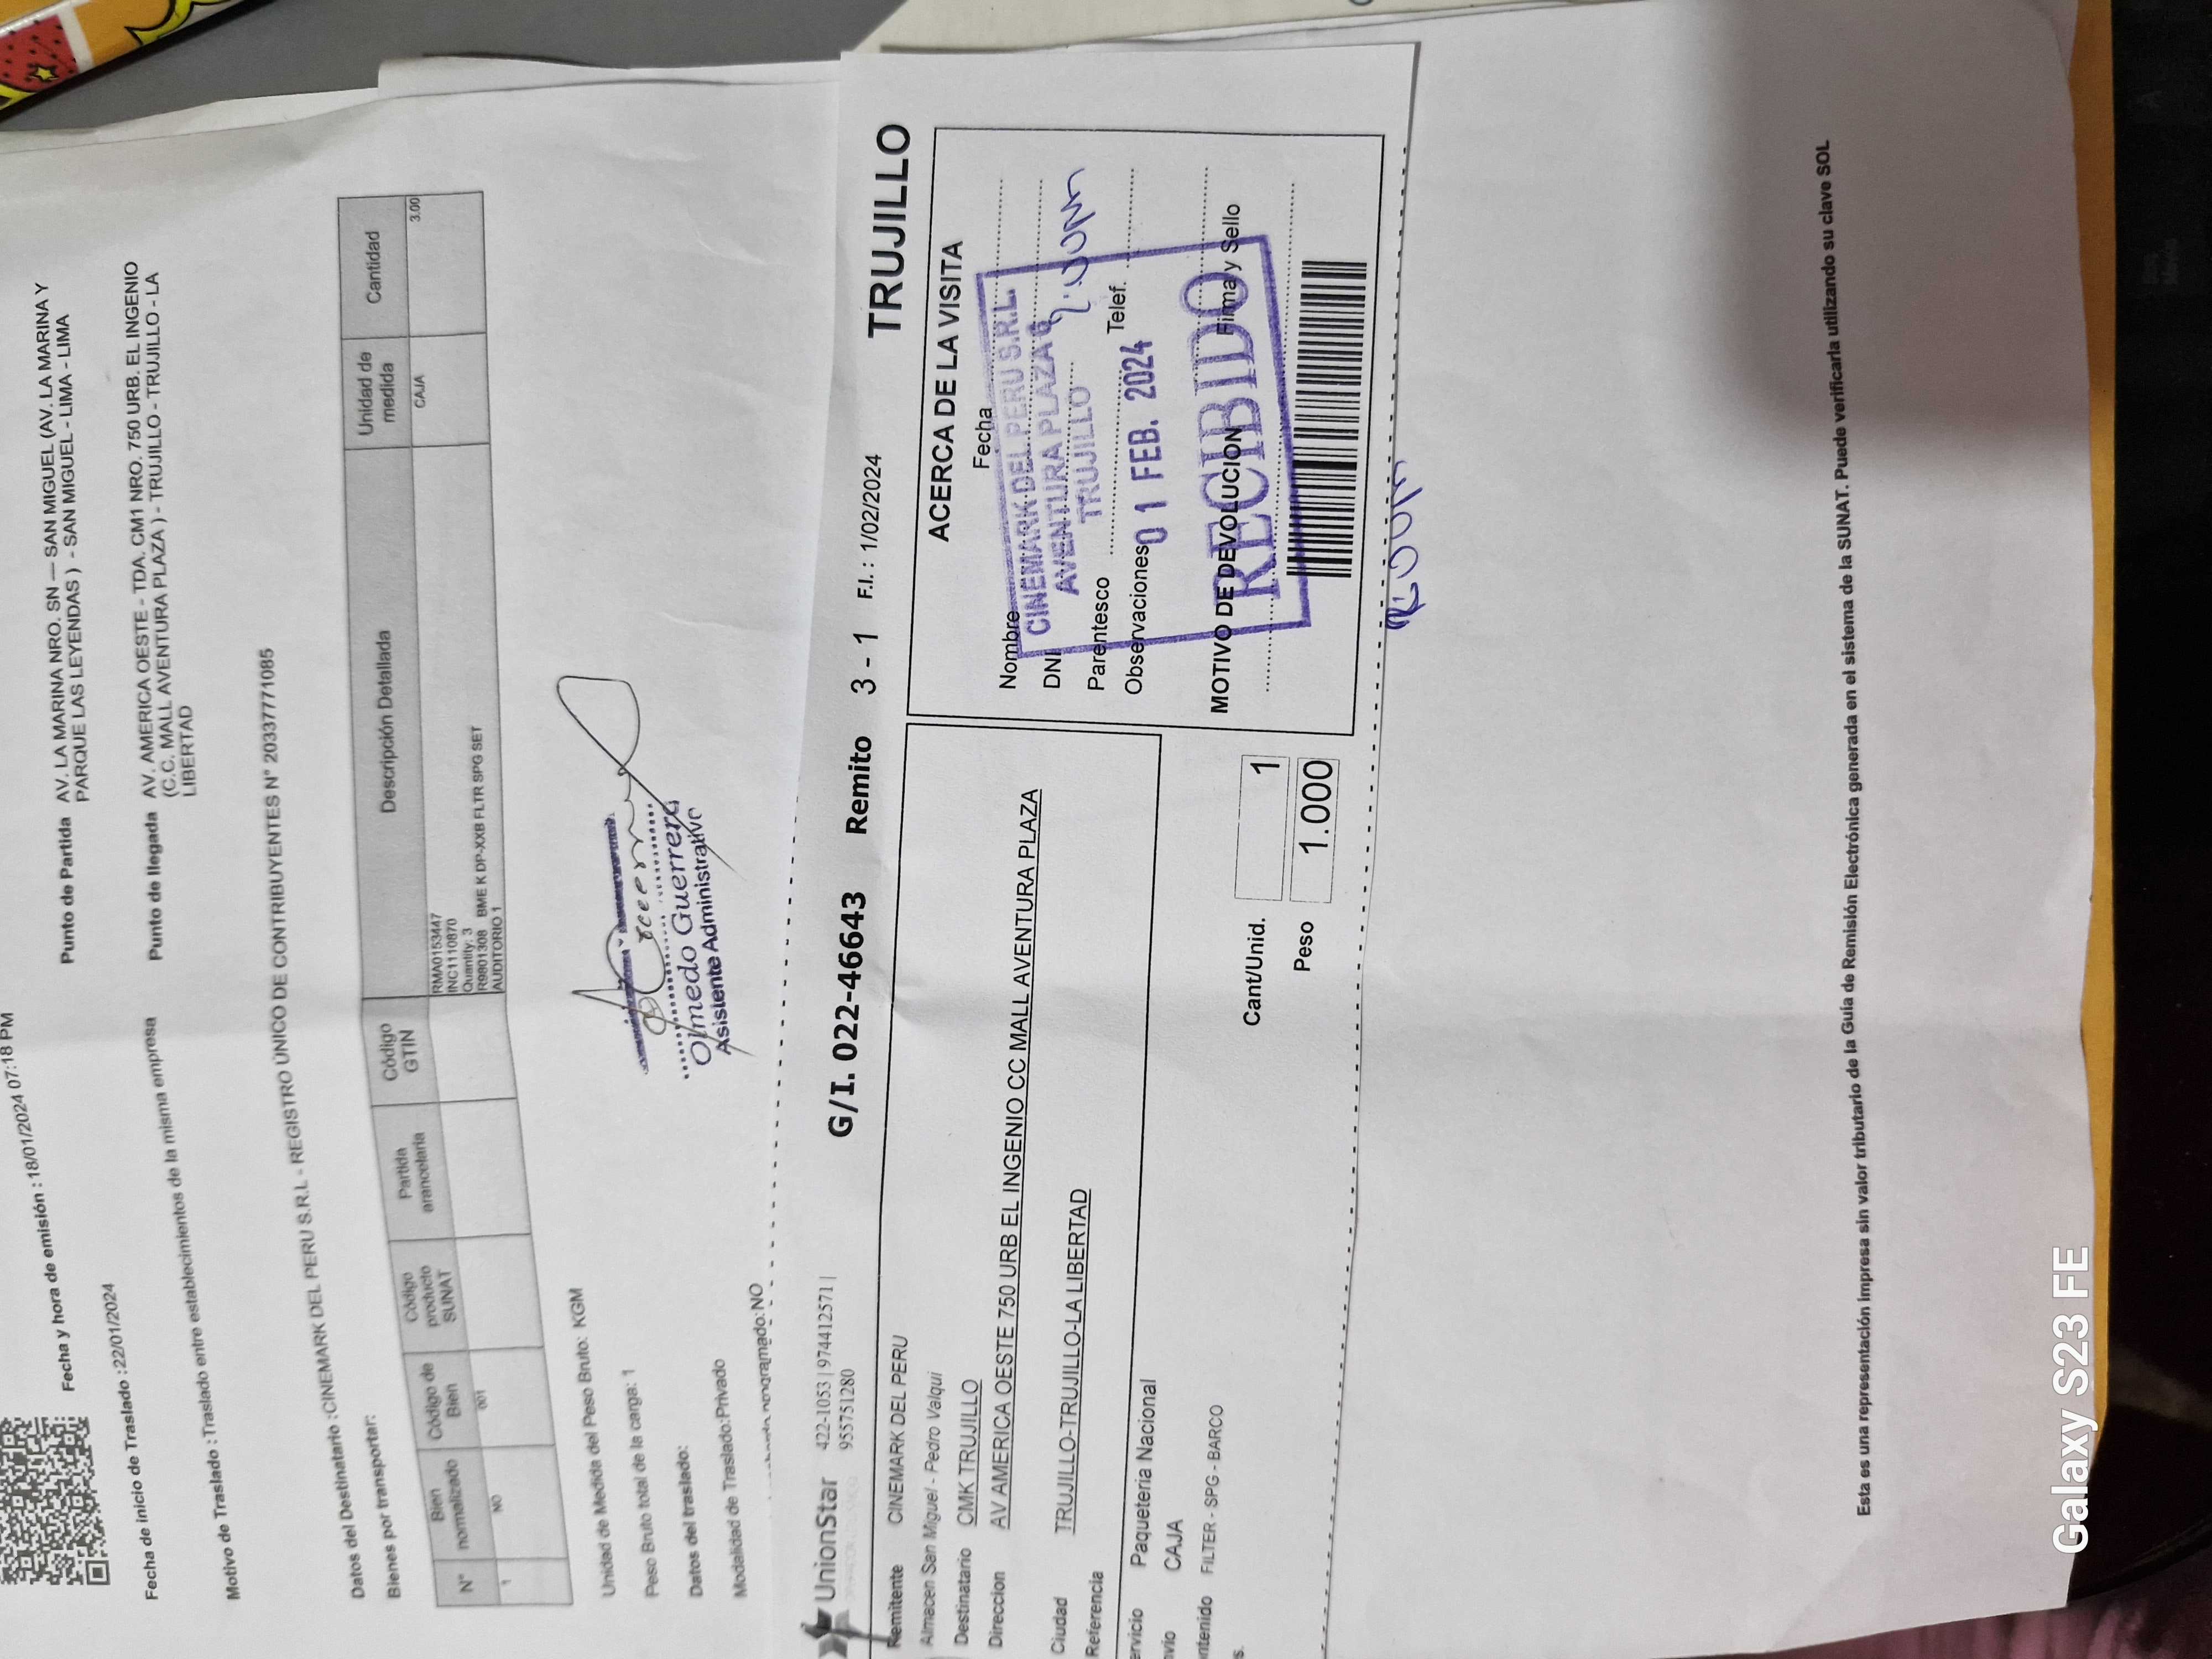 Fecha y hora de emisión : 18/01/2024 07:18 PM
Punto de Partida AV. LA MARINA NRO. SN — SAN MIGUEL (AV. LA MARINA Y
PARQUE LAS LEYENDAS ) - SAN MIGUEL - LIMA - LIMA
Fecha de inicio de Traslado :22/01/2024
Punto de llegada AV. AMERICA OESTE - TDA. CM1 NRO. 750 URB. EL INGENIO
(C.C. MALL AVENTURA PLAZA ) - TRUJILLO - TRUJILLO - LA
LIBERTAD
Motivo de Traslado :Traslado entre establecimientos de la misma empresa
Datos del Destinatario :CINEMARK DEL PERU S.R.L - REGISTRO ÚNICO DE CONTRIBUYENTES N° 20337771085
Bienes por transportar:
N° Bien normalizado Código de Bien Código producto SUNAT Partida arancelaria Código GTIN Descripción Detallada Unidad de medida Cantidad
1 NO 001 CAJA 3.00
RMA0153447
INC1110870
Quantity: 3
R9801308 BME K DP-XXB FLTR SPG SET
AUDITORIO 1
Unidad de Medida del Peso Bruto: KGM
Peso Bruto total de la carga: 1
Datos del traslado:
Modalidad de Traslado:Privado
Olmedo Guerrero
Asistente Administrativo
UnionStar 422-1053 | 974412571 |
955751280
G/I. 022-46643 Remito 3 - 1 F.I. : 1/02/2024 TRUJILLO
Remitente CINEMARK DEL PERU
Almacen San Miguel - Pedro Valqui
Destinatario CMK TRUJILLO
Direccion AV AMERICA OESTE 750 URB EL INGENIO CC MALL AVENTURA PLAZA
Ciudad TRUJILLO-TRUJILLO-LA LIBERTAD
Referencia
ervicio Paqueteria Nacional
nvio CAJA
ntenido FILTER - SPG - BARCO
s.
Cant/Unid. 1
Peso 1.000
ACERCA DE LA VISITA
Nombre Fecha
DNI
Parentesco Telef.
Observaciones
MOTIVO DE DEVOLUCION
Firma y Sello
CINEMARK DEL PERU S.R.L.
AVENTURA PLAZA
TRUJILLO
01 FEB. 2024
RECIBIDO
Esta es una representación impresa sin valor tributario de la Guía de Remisión Electrónica generada en el sistema de la SUNAT. Puede verificarla utilizando su clave SOL
Galaxy S23 FE